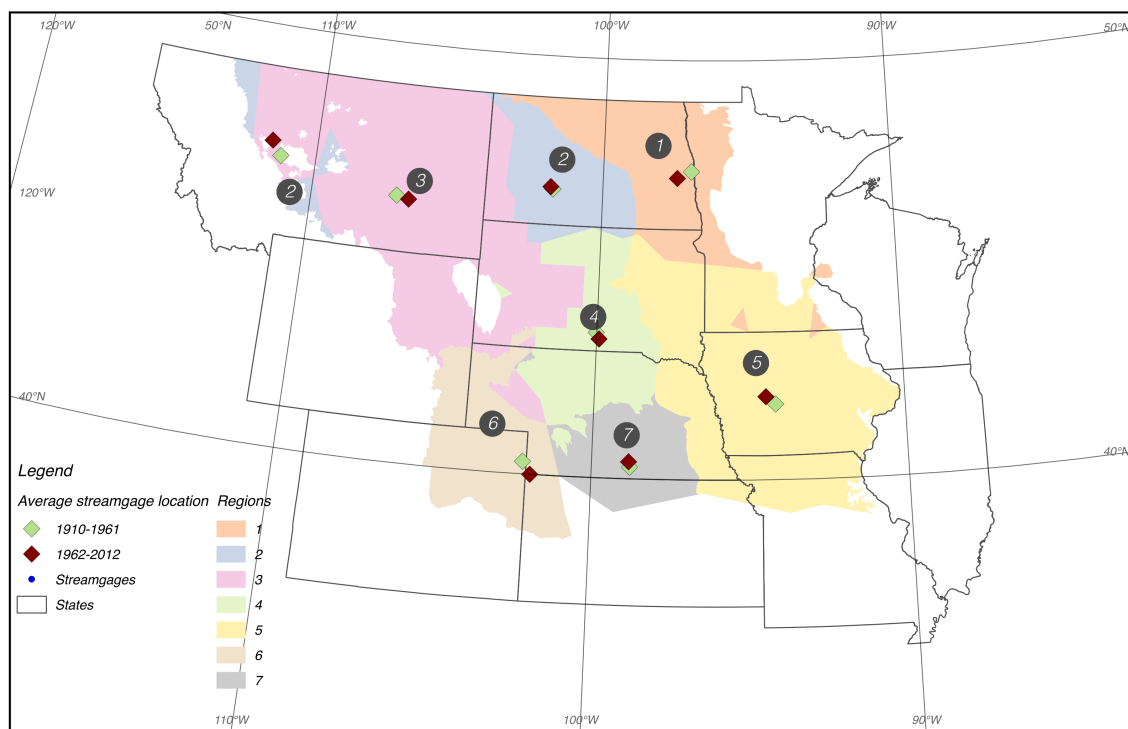 120°W 50°N 110°W 100°W 90°W 50°N
1
2
3
2
120°W
4
5
40°N
6
7
40°N
Legend
Average streamgage location Regions
1910-1961 1
1962-2012 2
Streamgages 3
States 4
5
6
7
110°W 100°W 90°W